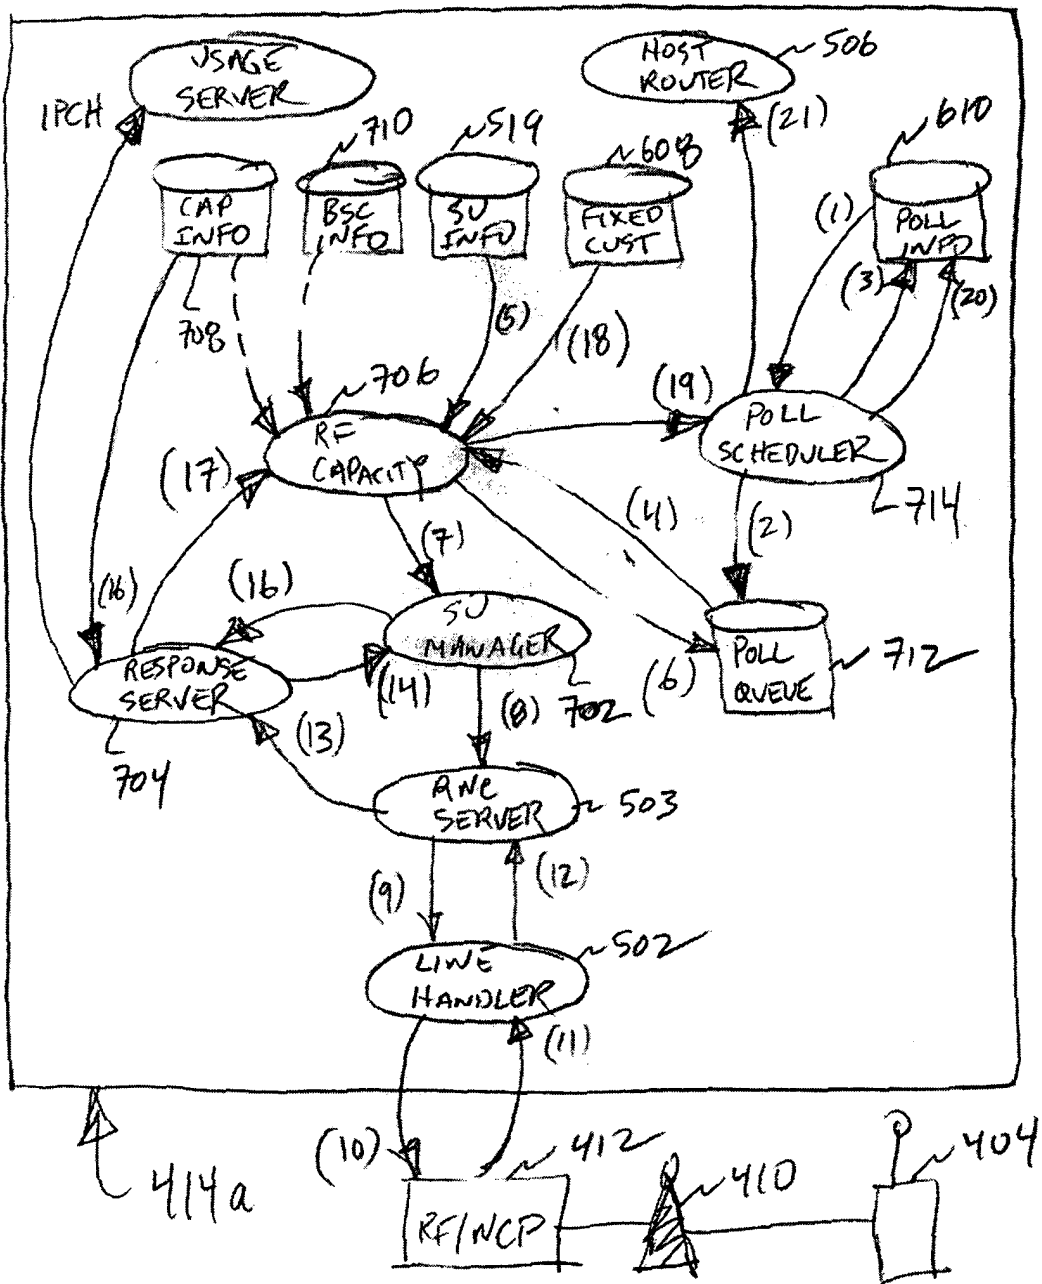 USAGE
SERVER
HOST
ROUTER
506
IPCH
710
519
608
(21)
610
CAP
INFO
BSC
INFO
SU
INFO
FIXED
CUST
(1)
POLL
INFO
(3)
(20)
708
(5)
(18)
706
(19)
RF
CAPACITY
POLL
SCHEDULER
(17)
(4)
(2)
714
(7)
(16)
(16)
SU
MANAGER
RESPONSE
SERVER
(14)
(6)
POLL
QUEUE
712
(8)
702
(13)
704
RNC
SERVER
503
(9)
(12)
LINE
HANDLER
502
(11)
(10)
412
410
404
414a
RF/NCP